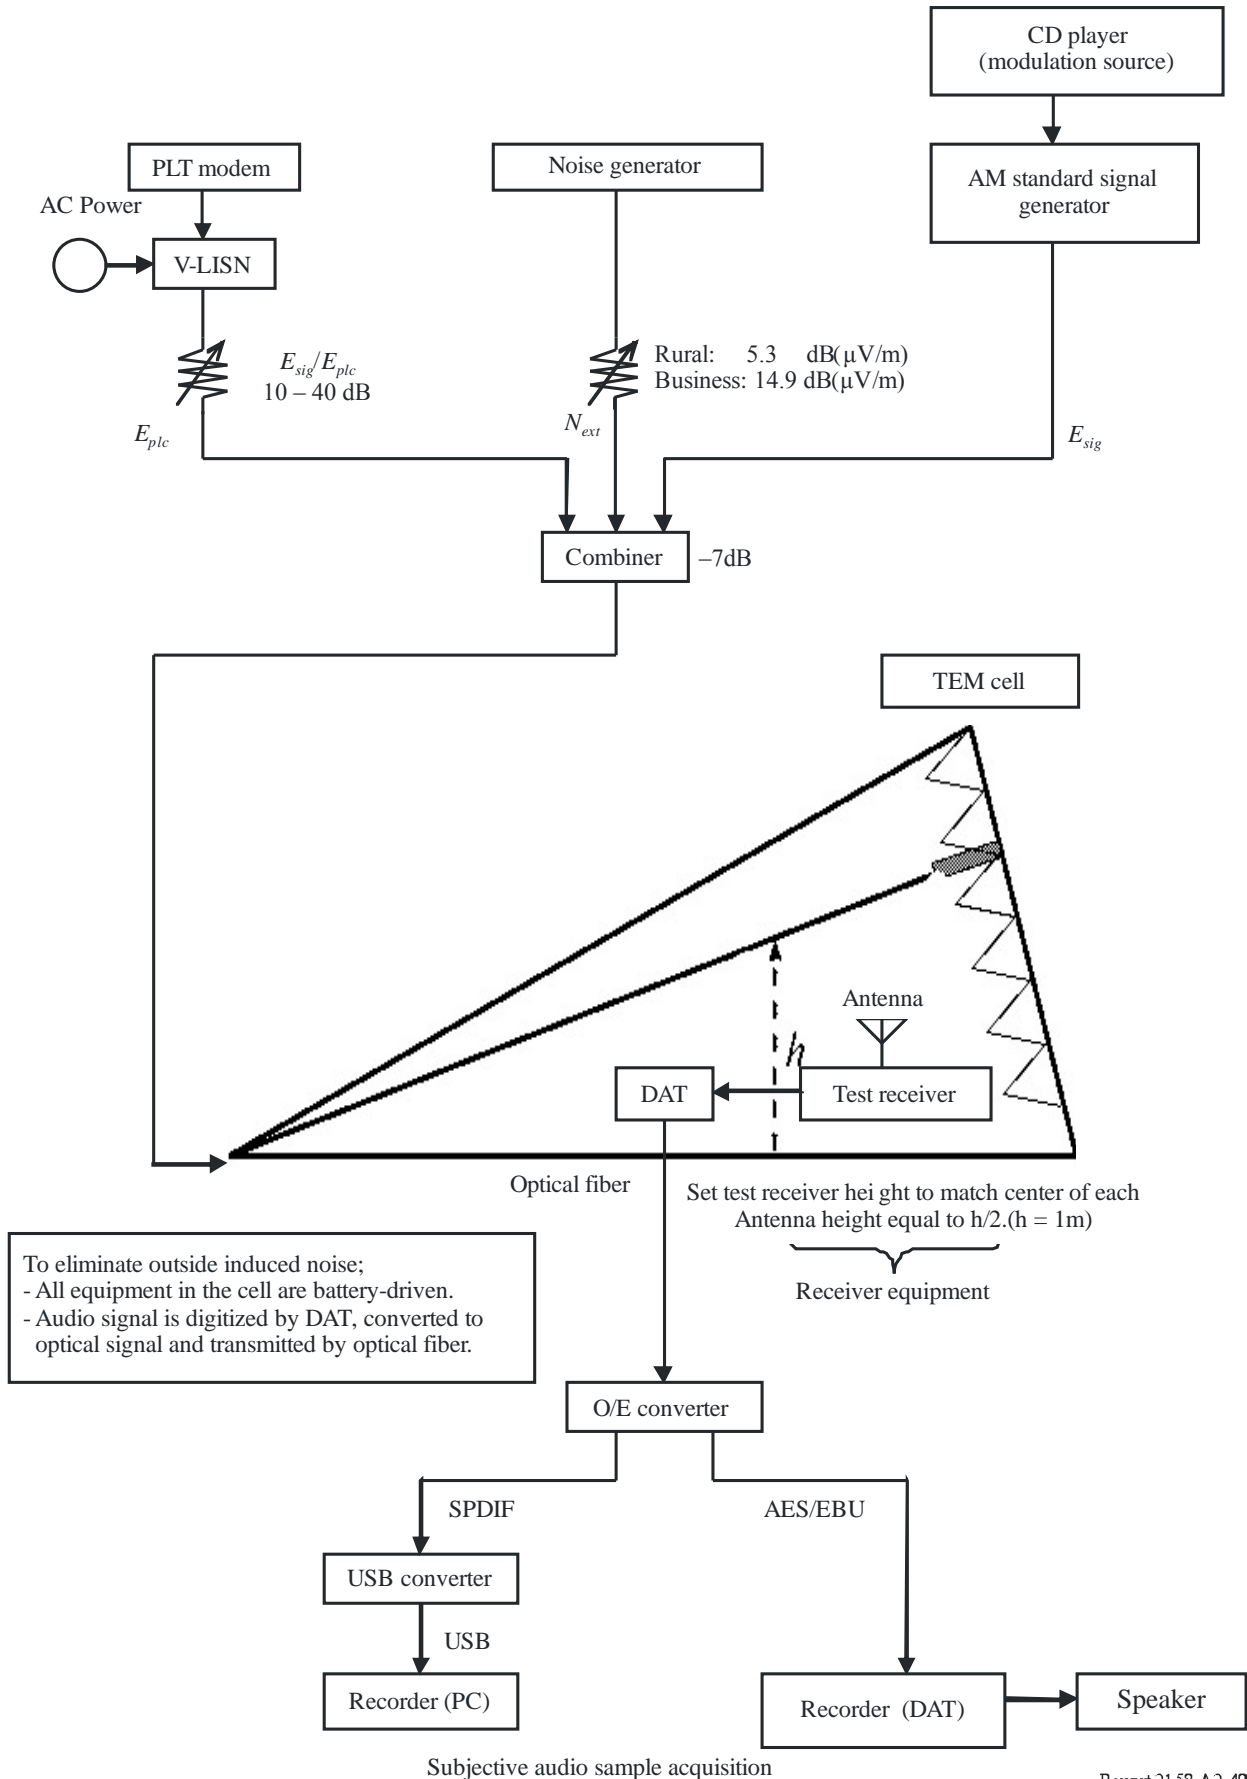 CD player
(modulation source)
PLT modem
Noise generator
AM standard signal
generator
AC Power
V-LISN
E_sig/E_plc
10 – 40 dB
Rural: 5.3 dB(µV/m)
Business: 14.9 dB(µV/m)
E_plc
N_ext
E_sig
Combiner
–7dB
TEM cell
Antenna
h
DAT
Test receiver
Optical fiber
Set test receiver hei ght to match center of each
Antenna height equal to h/2.(h = 1m)
Receiver equipment
To eliminate outside induced noise;
- All equipment in the cell are battery-driven.
- Audio signal is digitized by DAT, converted to
optical signal and transmitted by optical fiber.
O/E converter
SPDIF
AES/EBU
USB converter
USB
Recorder (PC)
Recorder (DAT)
Speaker
Subjective audio sample acquisition